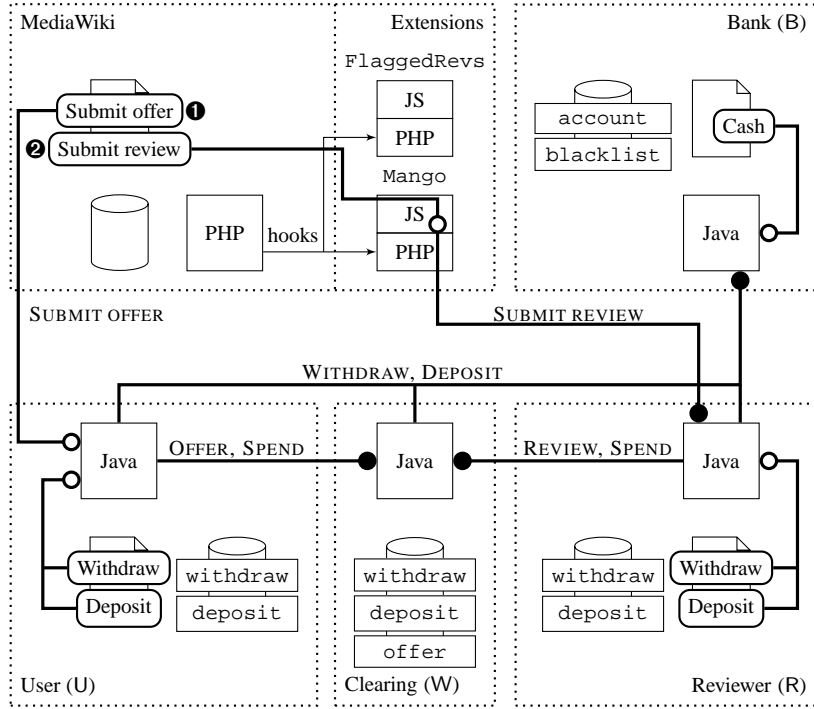 MediaWiki
Extensions
Bank (B)
FlaggedRevs
JS
PHP
Submit offer ❶
❷ Submit review
account
blacklist
Cash
Mango
JS
PHP
PHP
hooks
Java
SUBMIT OFFER
SUBMIT REVIEW
WITHDRAW, DEPOSIT
Java
OFFER, SPEND
Java
REVIEW, SPEND
Java
Withdraw
Deposit
withdraw
deposit
withdraw
deposit
offer
withdraw
deposit
Withdraw
Deposit
User (U)
Clearing (W)
Reviewer (R)